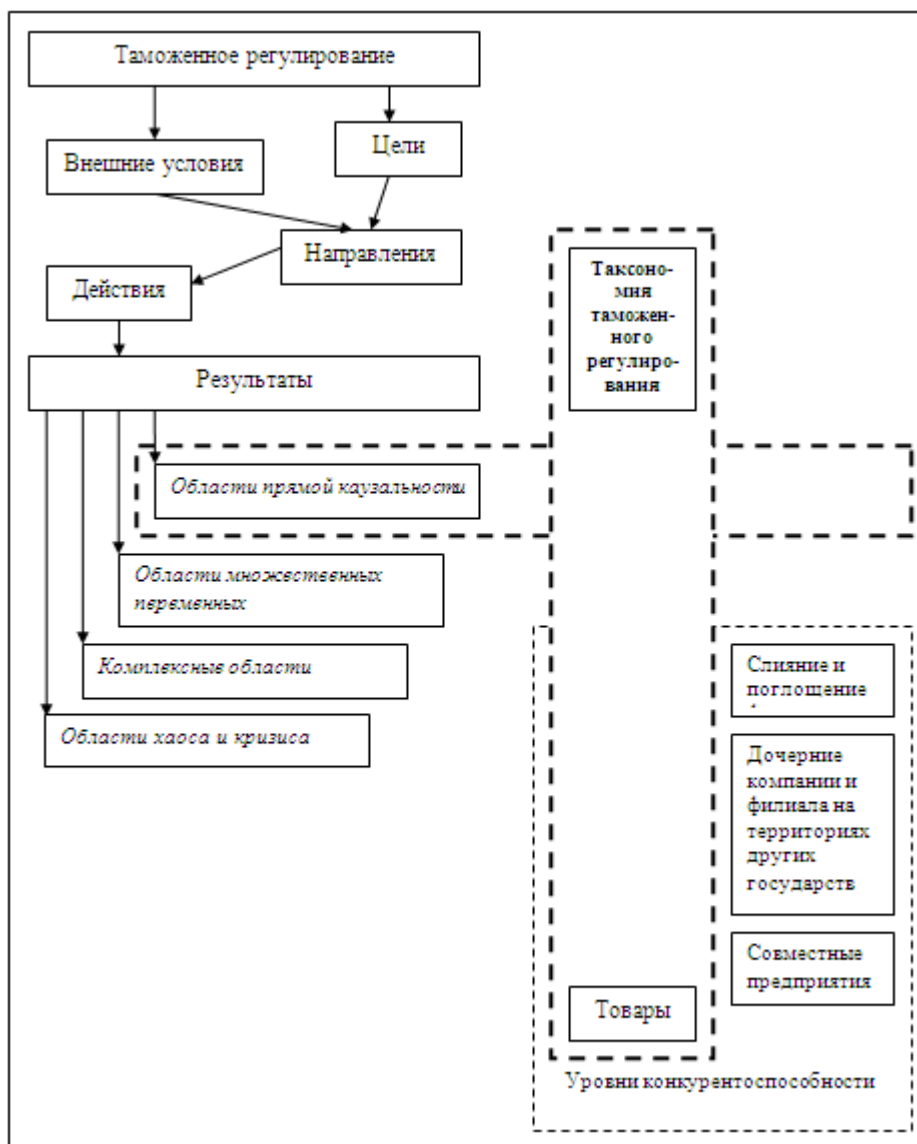 Таможенное регулирование
Внешние условия
Цели
Направления
Действия
Результаты
Области прямой каузальности
Области множественных
переменных
Комплексные области
Области хаоса и кризиса
Таксоно-
мия
таможен-
ного
регулиро-
вания
Слияние и
поглощение
Дочерние
компании и
филиала на
территориях
других
государств
Совместные
предприятия
Товары
Уровни конкурентоспособности